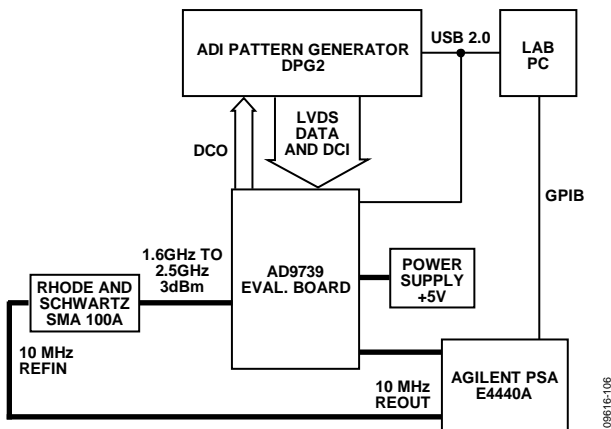 ADI PATTERN GENERATOR
DPG2
USB 2.0
LAB
PC
LVDS
DATA
AND DCI
DCO
GPIB
1.6GHz TO
2.5GHz
3dBm
AD9739
EVAL. BOARD
POWER
SUPPLY
+5V
RHODE AND
SCHWARTZ
SMA 100A
10 MHz
REFIN
10 MHz
REOUT
AGILENT PSA
E4440A
09616-106